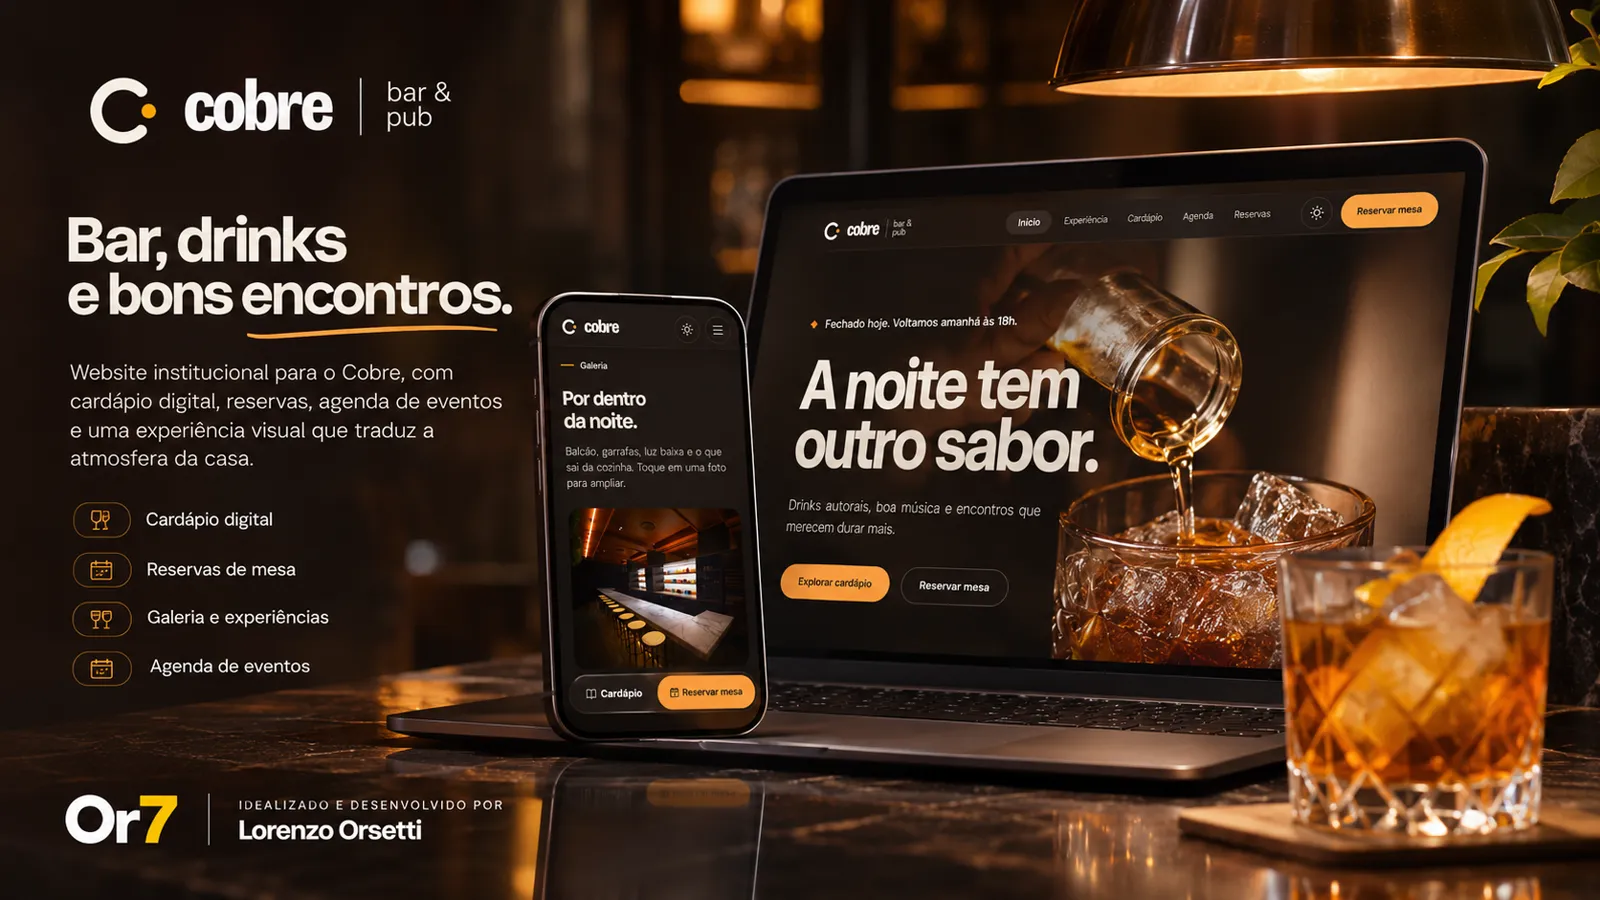 cobre
bar &
pub
Bar, drinks
e bons encontros.
Website institucional para o Cobre, com
cardápio digital, reservas, agenda de eventos
e uma experiência visual que traduz a
atmosfera da casa.
Cardápio digital
Reservas de mesa
Galeria e experiências
Agenda de eventos
Or7
IDEALIZADO E DESENVOLVIDO POR
Lorenzo Orsetti
cobre
Galeria
Por dentro
da noite.
Balcão, garrafas, luz baixa e o que
sai da cozinha. Toque em uma foto
para ampliar.
Cardápio
Reservar mesa
cobre
bar &
pub
Início
Experiência
Cardápio
Agenda
Reservas
Reservar mesa
Fechado hoje. Voltamos amanhã às 18h.
A noite tem
outro sabor.
Drinks autorais, boa música e encontros que
merecem durar mais.
Explorar cardápio
Reservar mesa